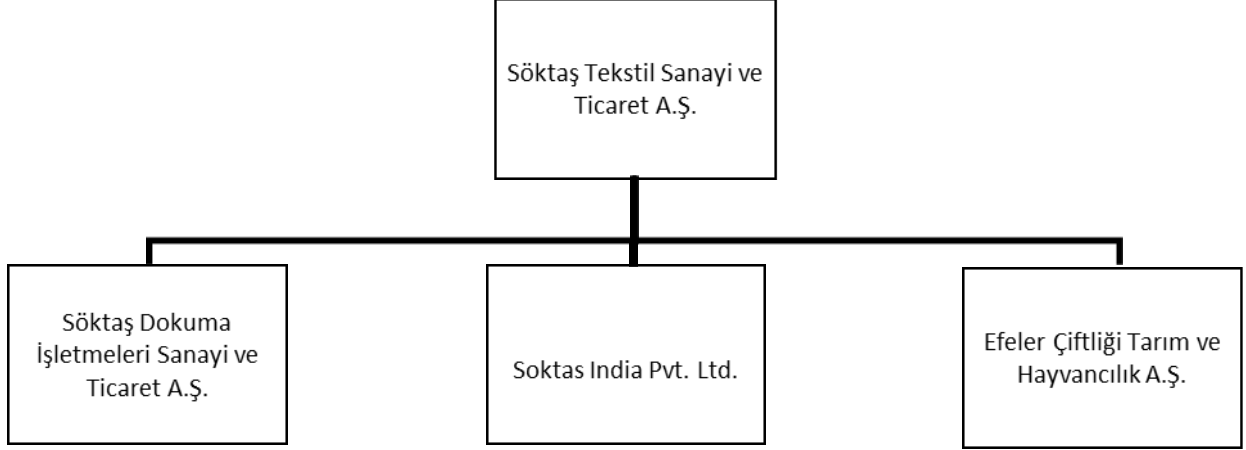 Söktaş Tekstil Sanayi ve
Ticaret A.Ş.
Söktaş Dokuma
İşletmeleri Sanayi ve
Ticaret A.Ş.
Soktas India Pvt. Ltd.
Efeler Çiftliği Tarım ve
Hayvancılık A.Ş.